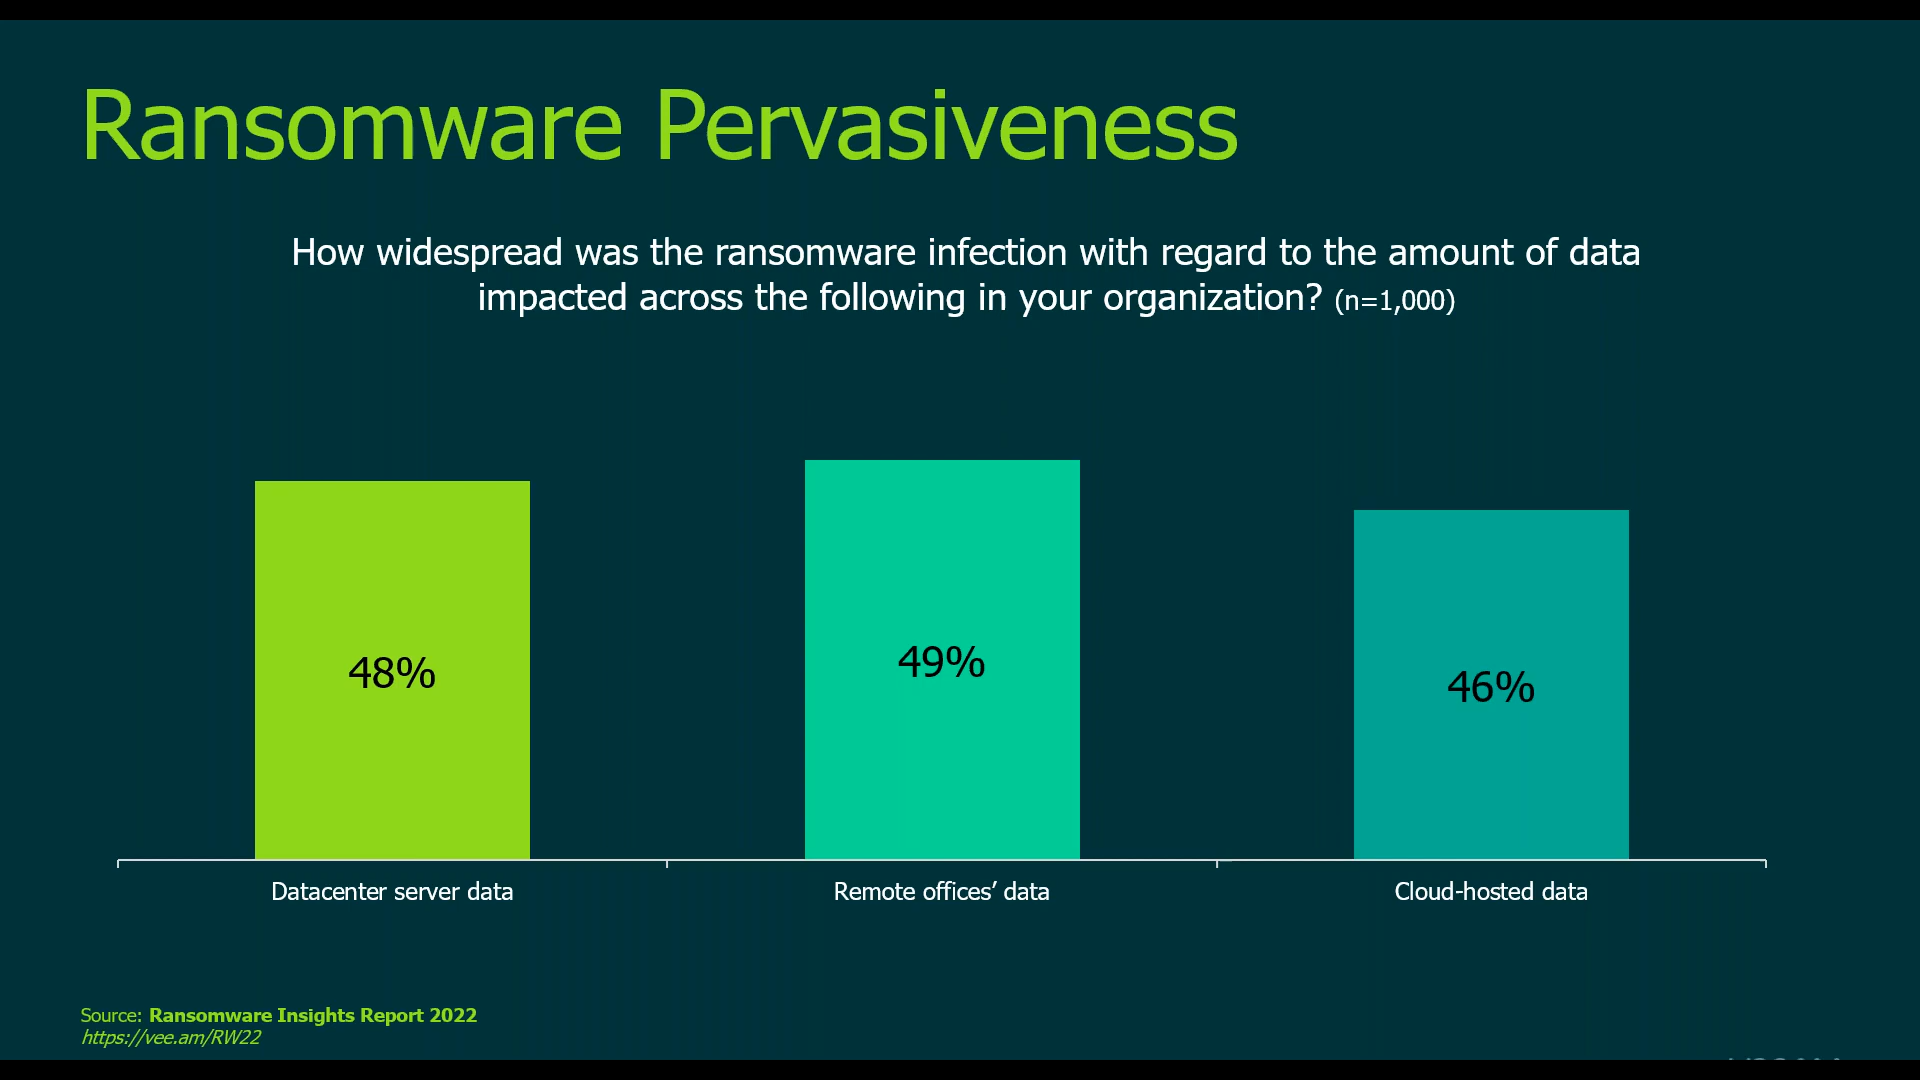 Ransomware Pervasiveness
How widespread was the ransomware infection with regard to the amount of data
impacted across the following in your organization? (n=1,000)
48%
49%
46%
Datacenter server data
Remote offices’ data
Cloud-hosted data
Source: Ransomware Insights Report 2022
https://vee.am/RW22